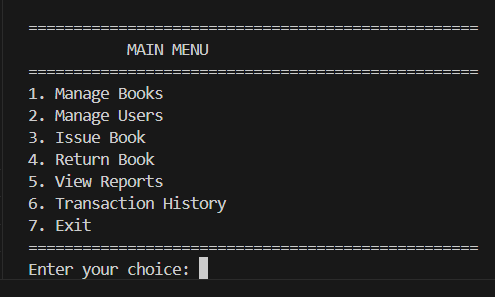 ==================================================
MAIN MENU
==================================================
1. Manage Books
2. Manage Users
3. Issue Book
4. Return Book
5. View Reports
6. Transaction History
7. Exit
==================================================
Enter your choice: